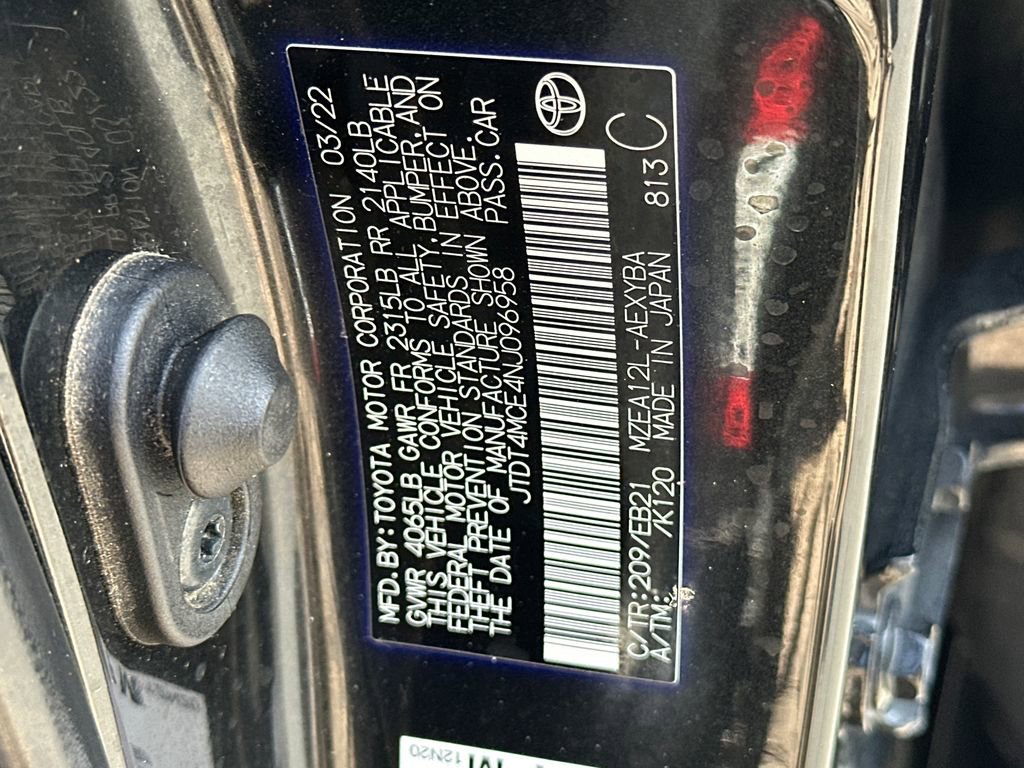 MFD. BY: TOYOTA MOTOR CORPORATION 03/22
GVWR 4065LB GAWR FR 2315LB RR 2140LB
THIS VEHICLE CONFORMS TO ALL APPLICABLE
FEDERAL MOTOR VEHICLE SAFETY, BUMPER, AND
THEFT PREVENTION STANDARDS IN EFFECT ON
THE DATE OF MANUFACTURE SHOWN ABOVE.
JTDT4MCE4NJ096958 PASS. CAR
C/TR:209/EB21 MZEA12L-AEXYBA 813 C
A/TM: /K120 MADE IN JAPAN
12N20